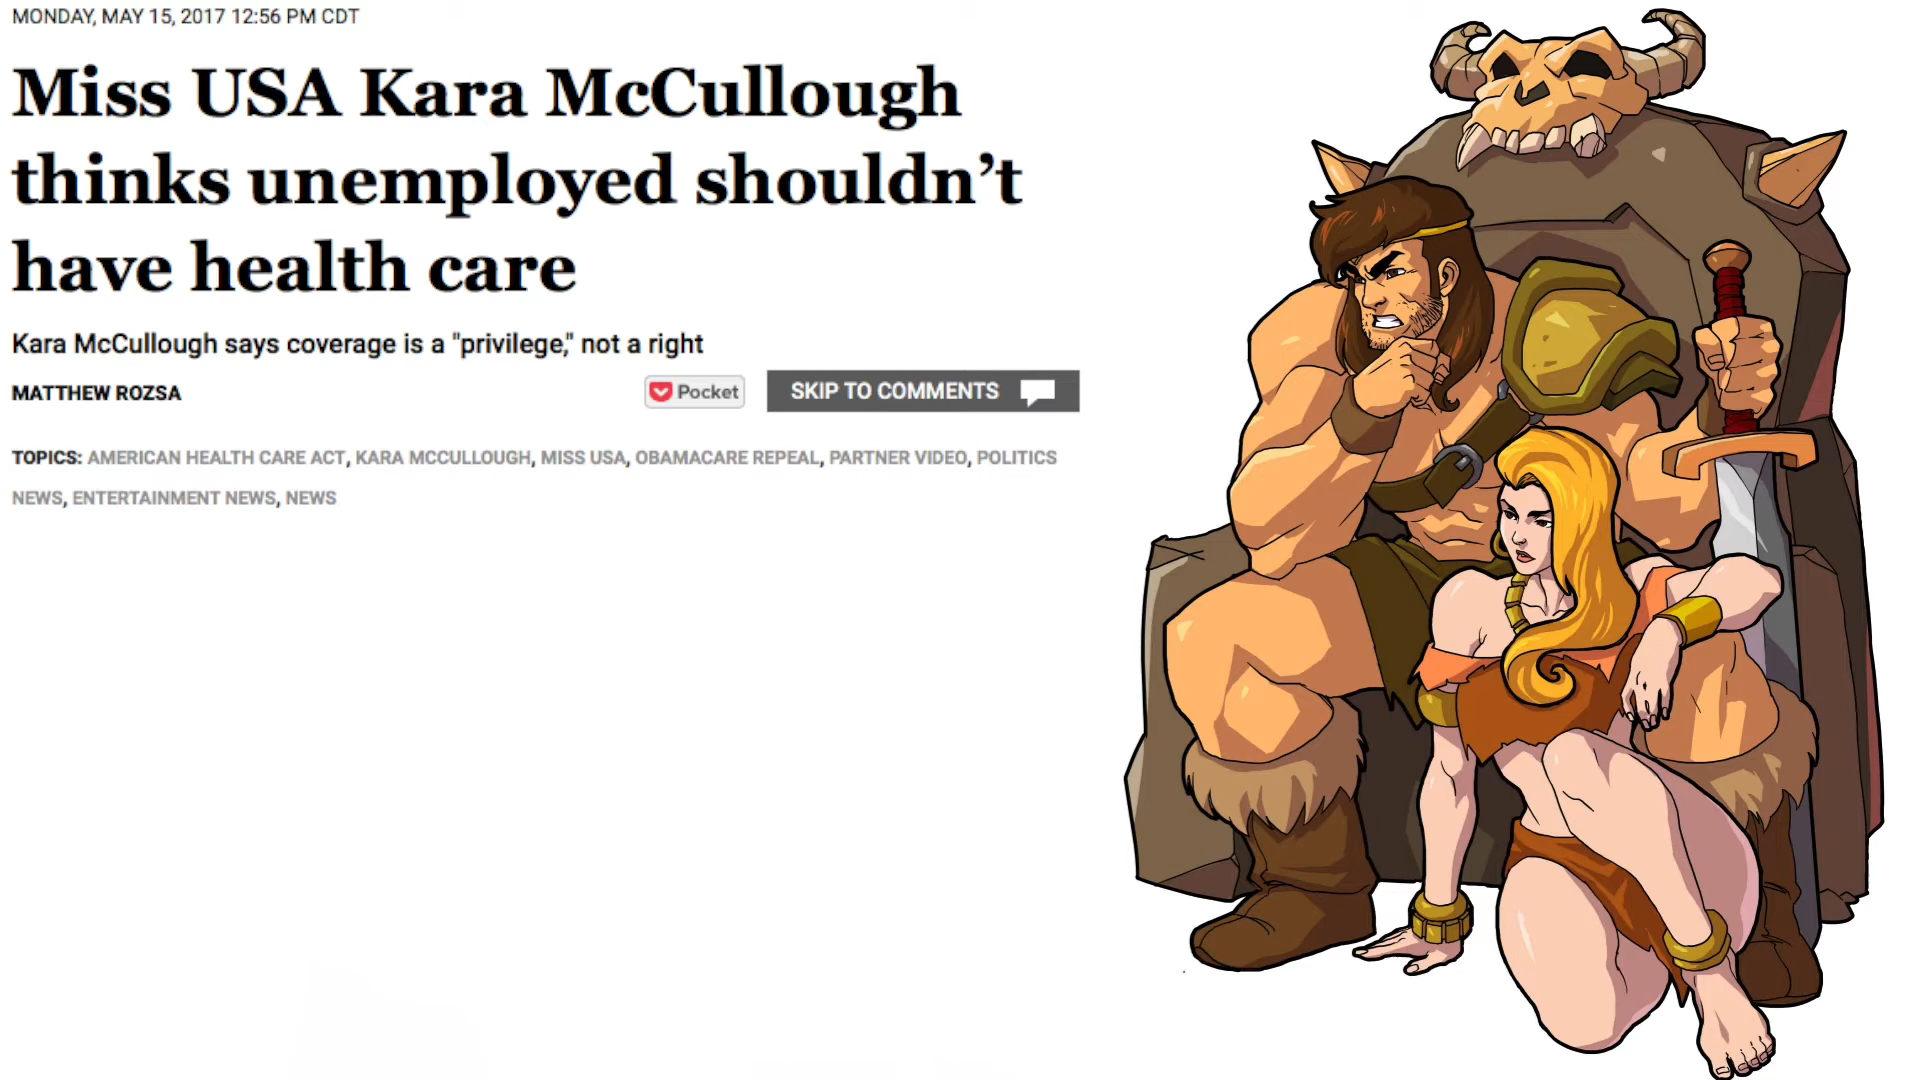 MONDAY, MAY 15, 2017 12:56 PM CDT
Miss USA Kara McCullough
thinks unemployed shouldn’t
have health care
Kara McCullough says coverage is a "privilege," not a right
MATTHEW ROZSA
Pocket
SKIP TO COMMENTS
TOPICS: AMERICAN HEALTH CARE ACT, KARA MCCULLOUGH, MISS USA, OBAMACARE REPEAL, PARTNER VIDEO, POLITICS
NEWS, ENTERTAINMENT NEWS, NEWS